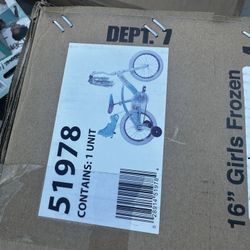 DEPT. 7
51978
CONTAINS: 1 UNIT
16" Girls Frozen